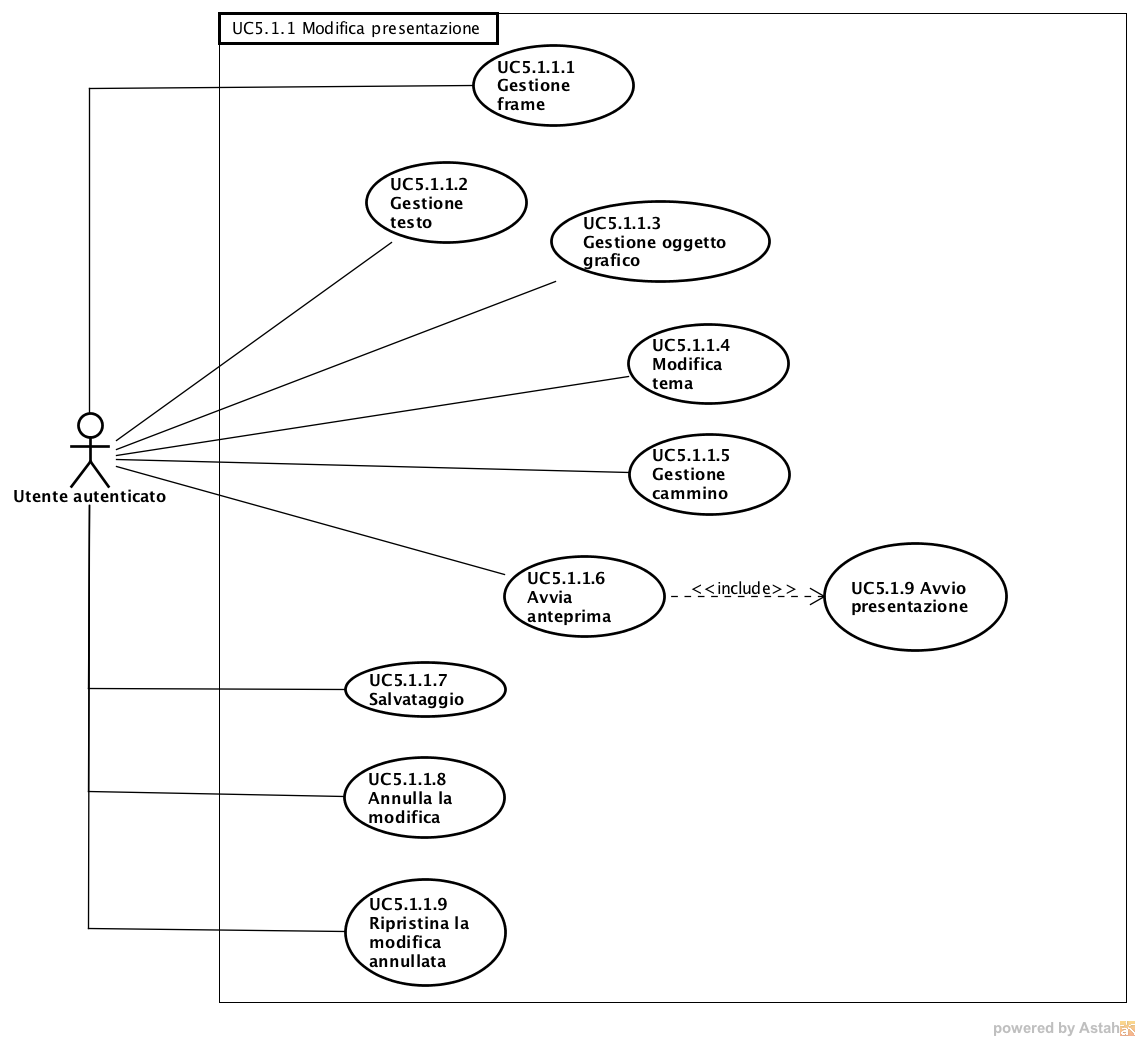 UC5.1.1 Modifica presentazione
UC5.1.1.1
Gestione
frame
UC5.1.1.2
Gestione
testo
UC5.1.1.3
Gestione oggetto
grafico
UC5.1.1.4
Modifica
tema
UC5.1.1.5
Gestione
cammino
Utente autenticato
UC5.1.1.6
Avvia
anteprima
<<include>>
UC5.1.9 Avvio
presentazione
UC5.1.1.7
Salvataggio
UC5.1.1.8
Annulla la
modifica
UC5.1.1.9
Ripristina la
modifica
annullata
powered by Astah